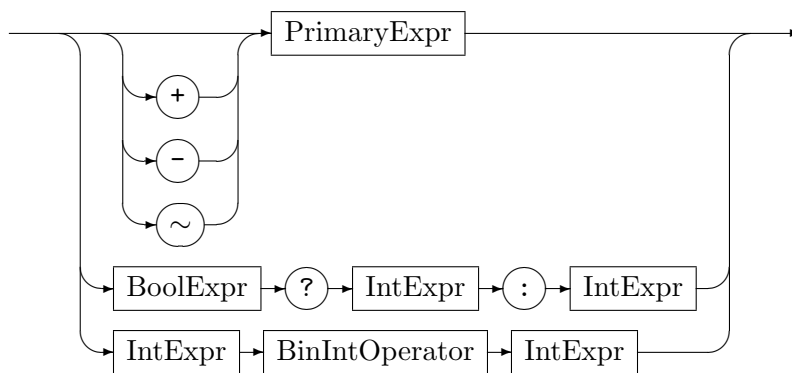 PrimaryExpr
+
-
~
BoolExpr ? IntExpr : IntExpr
IntExpr BinIntOperator IntExpr